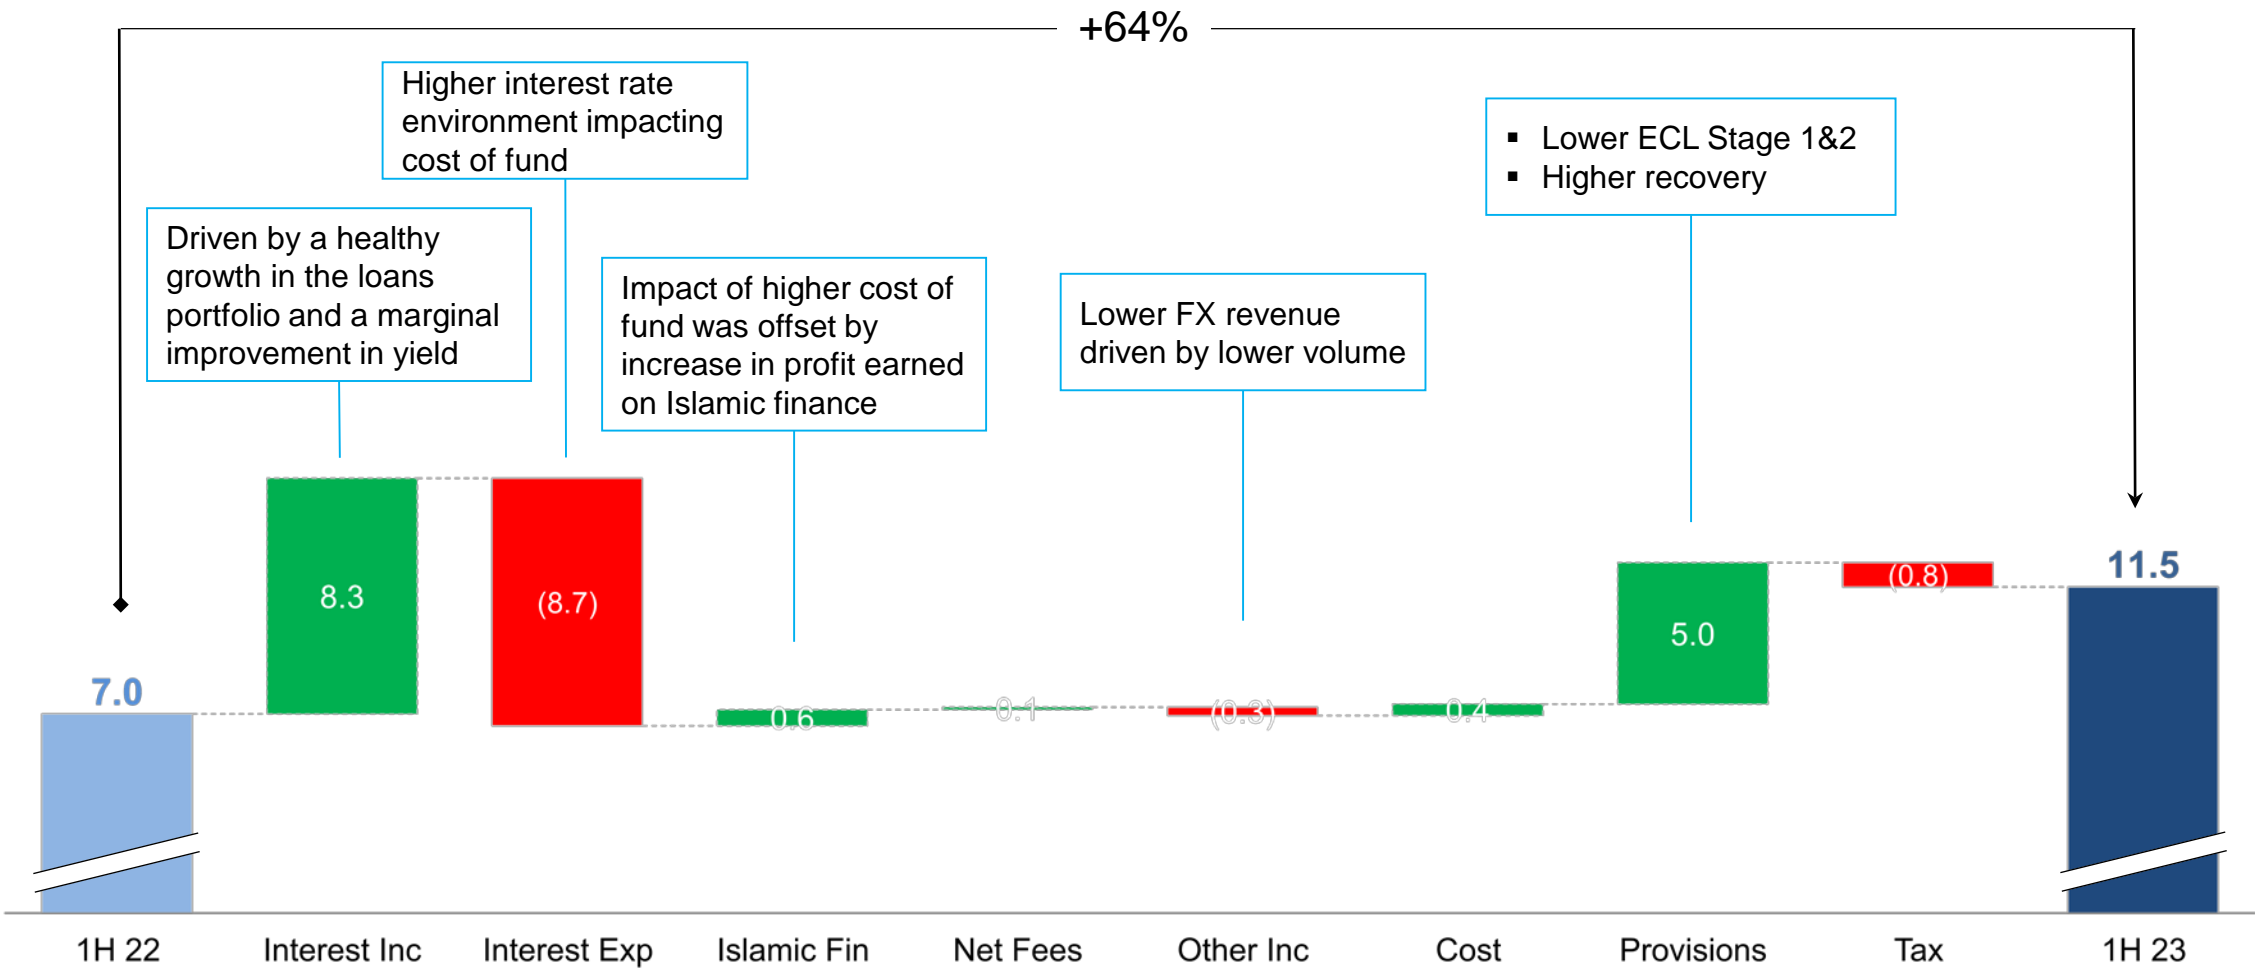 +64%
Higher interest rate
environment impacting
cost of fund
▪ Lower ECL Stage 1&2
▪ Higher recovery
Driven by a healthy
growth in the loans
portfolio and a marginal
improvement in yield
Impact of higher cost of
fund was offset by
increase in profit earned
on Islamic finance
Lower FX revenue
driven by lower volume
7.0
8.3
(8.7)
0.6
0.1
(0.3)
0.4
5.0
(0.8)
11.5
1H 22
Interest Inc
Interest Exp
Islamic Fin
Net Fees
Other Inc
Cost
Provisions
Tax
1H 23